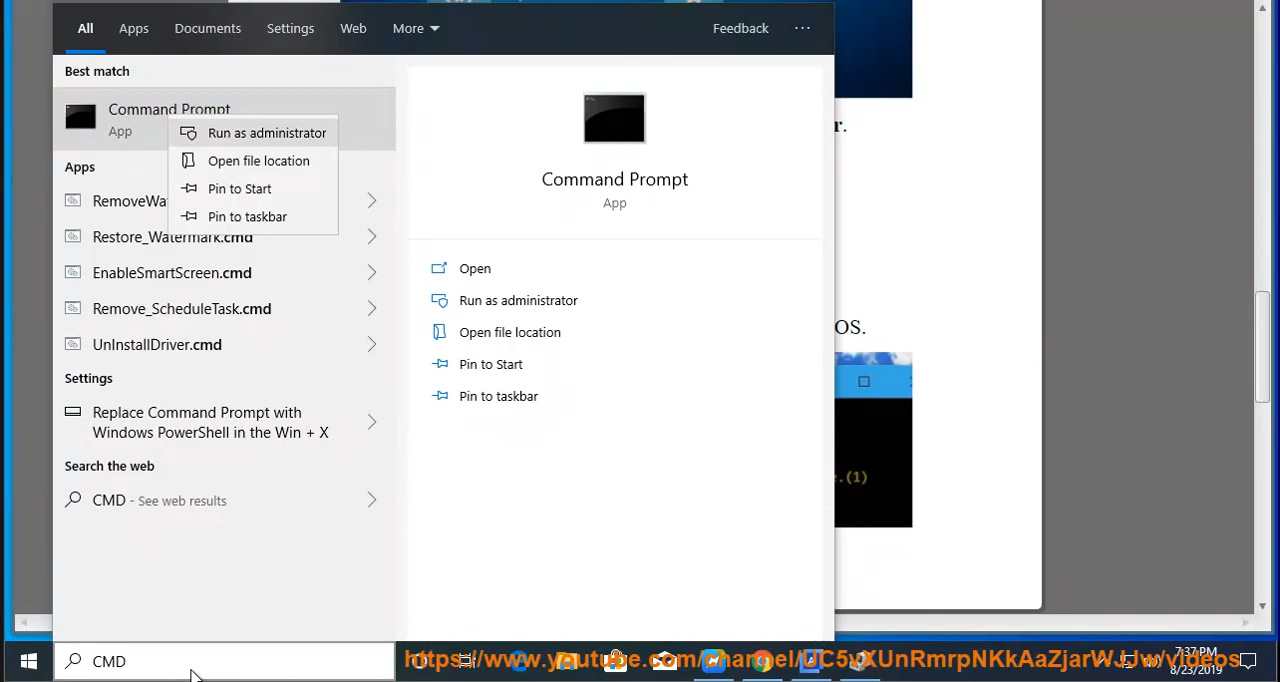 All Apps Documents Settings Web More Feedback ...
Best match
Command Prompt
App
Run as administrator
Open file location
Pin to Start
Pin to taskbar
Apps
Restore_Watermark.cmd
EnableSmartScreen.cmd
Remove_ScheduleTask.cmd
UnInstallDriver.cmd
Settings
Replace Command Prompt with
Windows PowerShell in the Win + X
Search the web
CMD - See web results
Command Prompt
App
Open
Run as administrator
Open file location
Pin to Start
Pin to taskbar
r.
OS.
.(1)
CMD
7:37 PM
8/23/2019